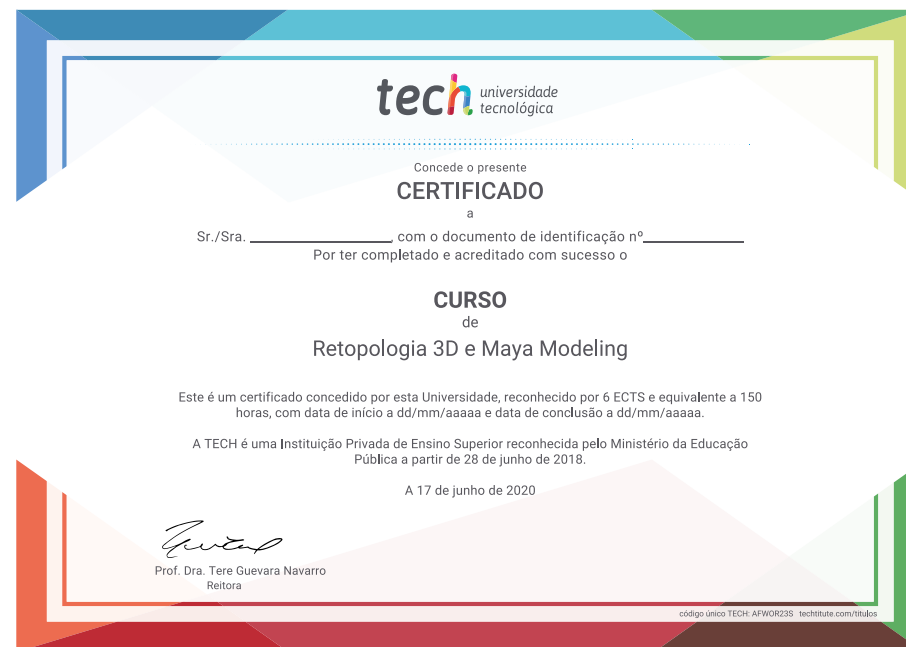 tech universidade
tecnológica
Concede o presente
CERTIFICADO
a
Sr./Sra. ________________, com o documento de identificação nº____________
Por ter completado e acreditado com sucesso o
CURSO
de
Retopologia 3D e Maya Modeling
Este é um certificado concedido por esta Universidade, reconhecido por 6 ECTS e equivalente a 150
horas, com data de início a dd/mm/aaaaa e data de conclusão a dd/mm/aaaaa.
A TECH é uma Instituição Privada de Ensino Superior reconhecida pelo Ministério da Educação
Pública a partir de 28 de junho de 2018.
A 17 de junho de 2020
Prof. Dra. Tere Guevara Navarro
Reitora
código único TECH: AFWOR23S techtitute.com/titulos